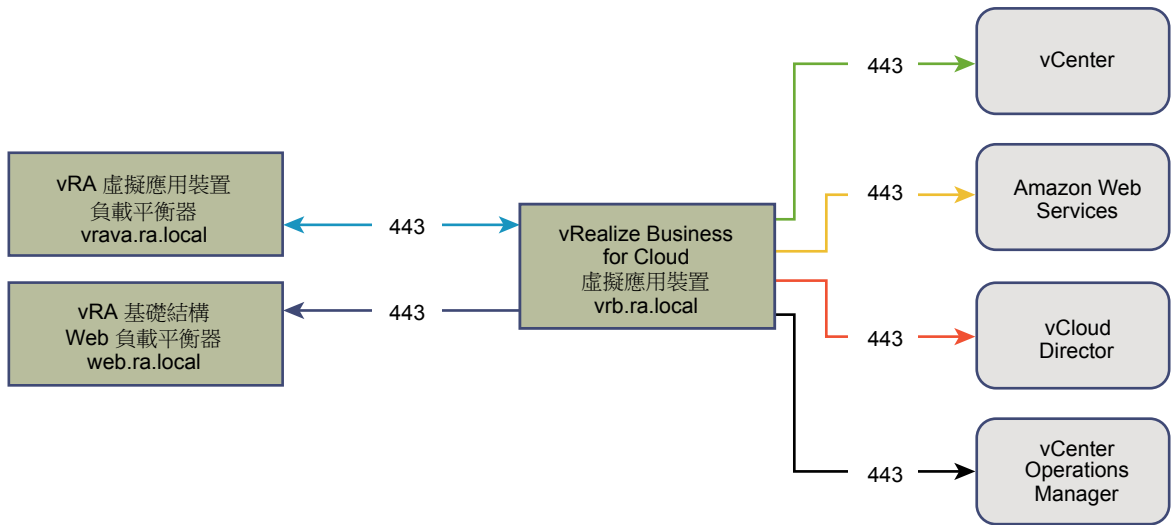 vRA 虛擬應用裝置
負載平衡器
vrava.ra.local
443
vRA 基礎結構
Web 負載平衡器
web.ra.local
443
vRealize Business
for Cloud
虛擬應用裝置
vrb.ra.local
443
vCenter
443
Amazon Web
Services
443
vCloud
Director
443
vCenter
Operations
Manager